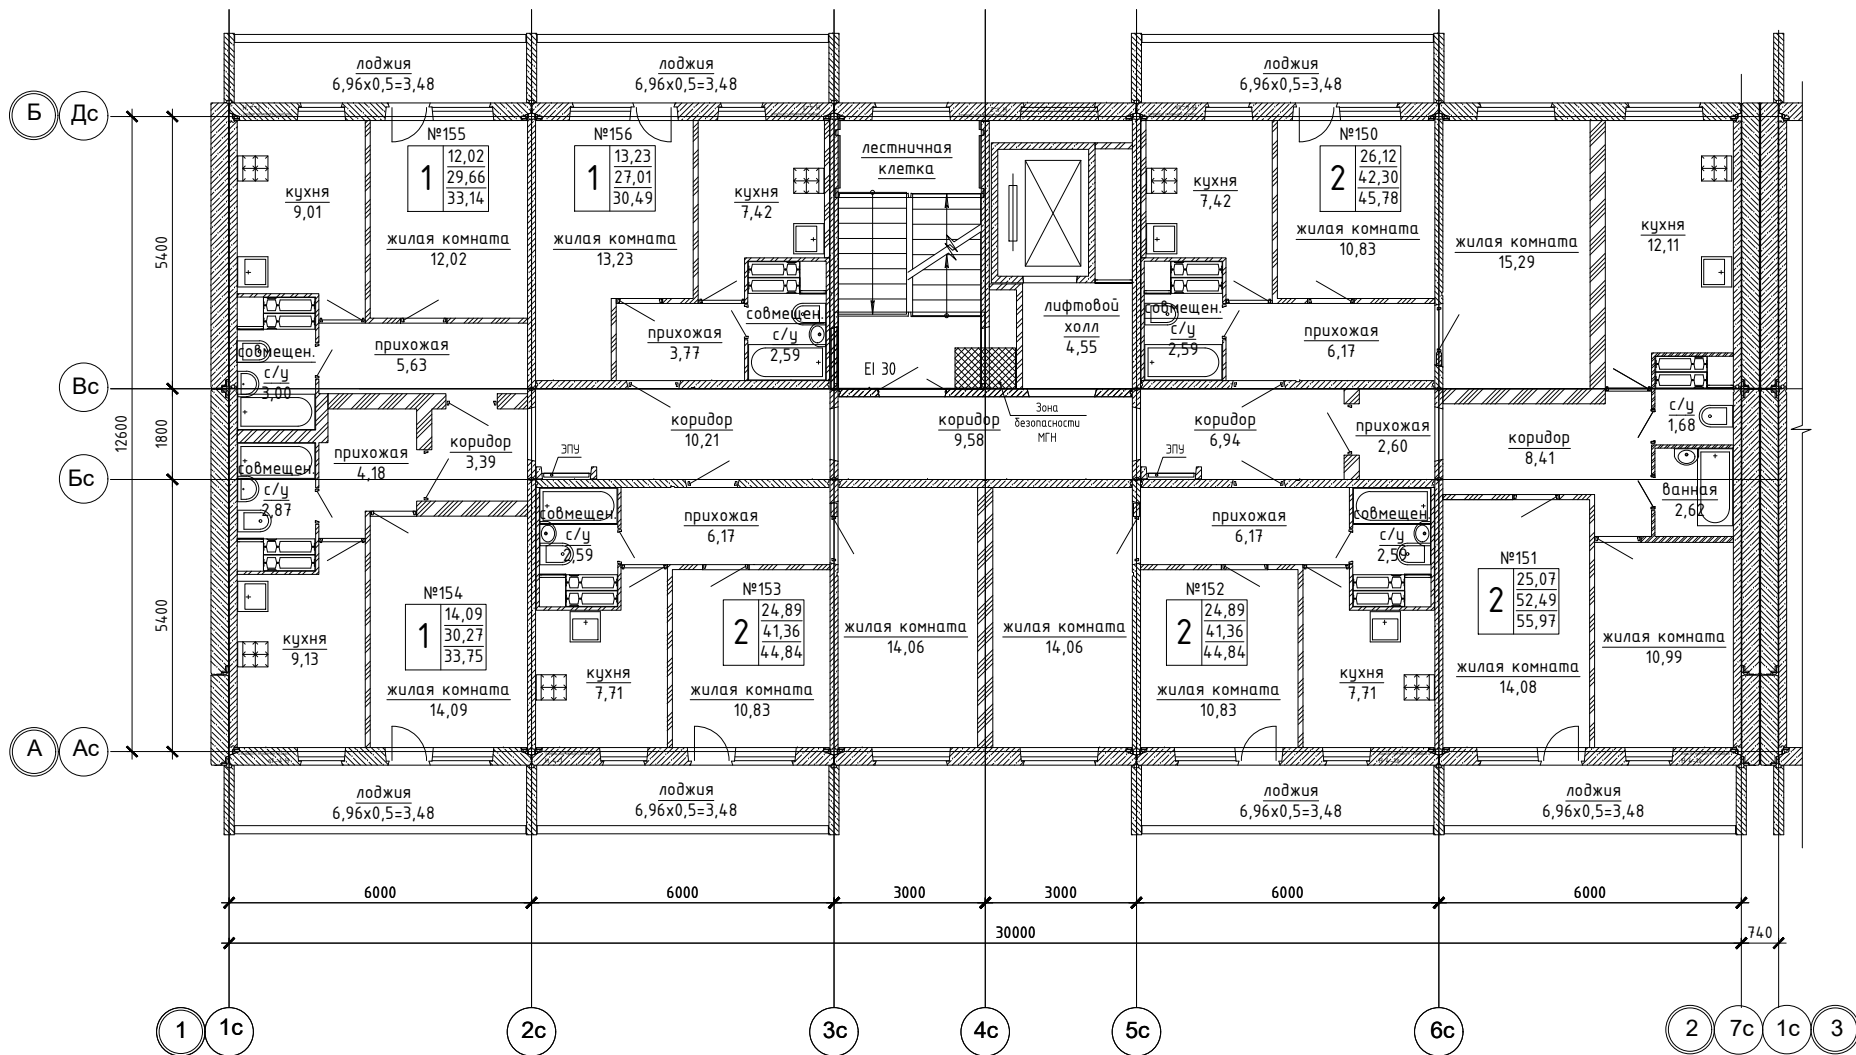 лоджия
6,96х0,5=3,48
лоджия
6,96х0,5=3,48
лоджия
6,96х0,5=3,48
Б
Дс
№155
1
12,02
29,66
33,14
кухня
9,01
жилая комната
12,02
№156
1
13,23
27,01
30,49
кухня
7,42
жилая комната
13,23
лестничная
клетка
кухня
7,42
№150
2
26,12
42,30
45,78
жилая комната
10,83
жилая комната
15,29
кухня
12,11
совмещен.
с/у
3,00
прихожая
5,63
прихожая
3,77
совмещен.
с/у
2,59
EI 30
лифтовой
холл
4,55
совмещен.
с/у
2,59
прихожая
6,17
Вс
5400
12600
1800
5400
прихожая
4,18
коридор
3,39
коридор
10,21
ЭПУ
коридор
9,58
Зона
безопасности
МГН
коридор
6,94
ЭПУ
прихожая
2,60
коридор
8,41
с/у
1,68
ванная
2,62
Бс
совмещен.
с/у
2,87
совмещен.
с/у
2,59
прихожая
6,17
прихожая
6,17
совмещен.
с/у
2,59
№154
1
14,09
30,27
33,75
кухня
9,13
жилая комната
14,09
№153
2
24,89
41,36
44,84
кухня
7,71
жилая комната
10,83
жилая комната
14,06
жилая комната
14,06
№152
2
24,89
41,36
44,84
жилая комната
10,83
кухня
7,71
№151
2
25,07
52,49
55,97
жилая комната
14,08
жилая комната
10,99
А
Ас
лоджия
6,96х0,5=3,48
лоджия
6,96х0,5=3,48
лоджия
6,96х0,5=3,48
лоджия
6,96х0,5=3,48
6000
6000
3000
3000
6000
6000
30000
740
1
1с
2с
3с
4с
5с
6с
2
7с
1с
3